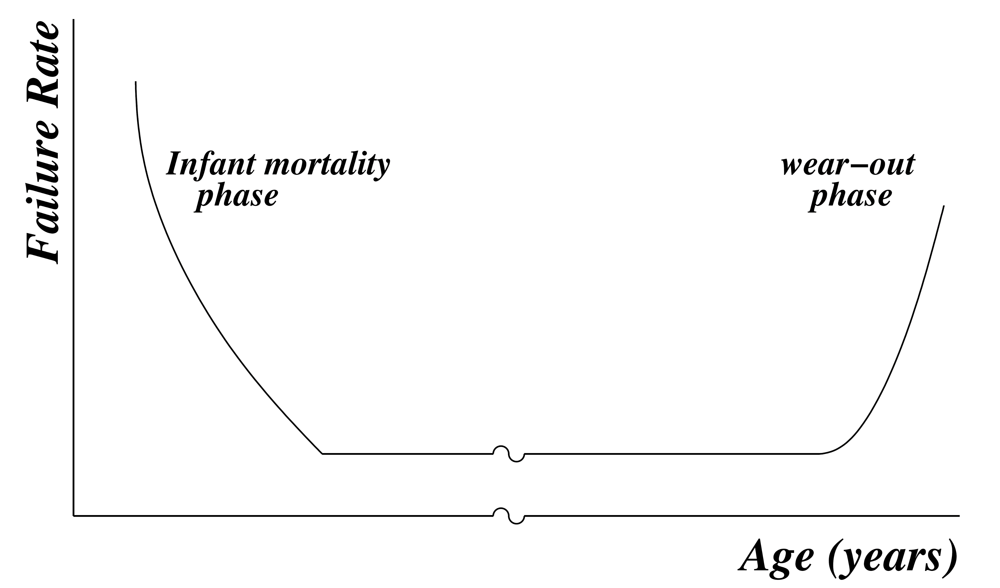 Failure Rate
Infant mortality
phase
wear–out
phase
Age (years)